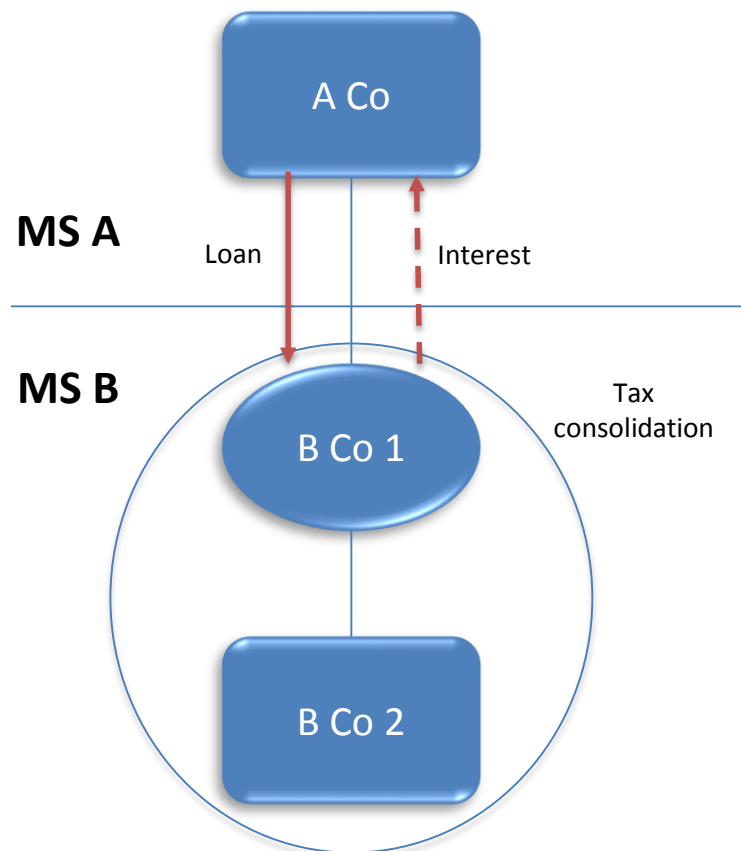 A Co
MS A
Loan
Interest
MS B
Tax
consolidation
B Co 1
B Co 2